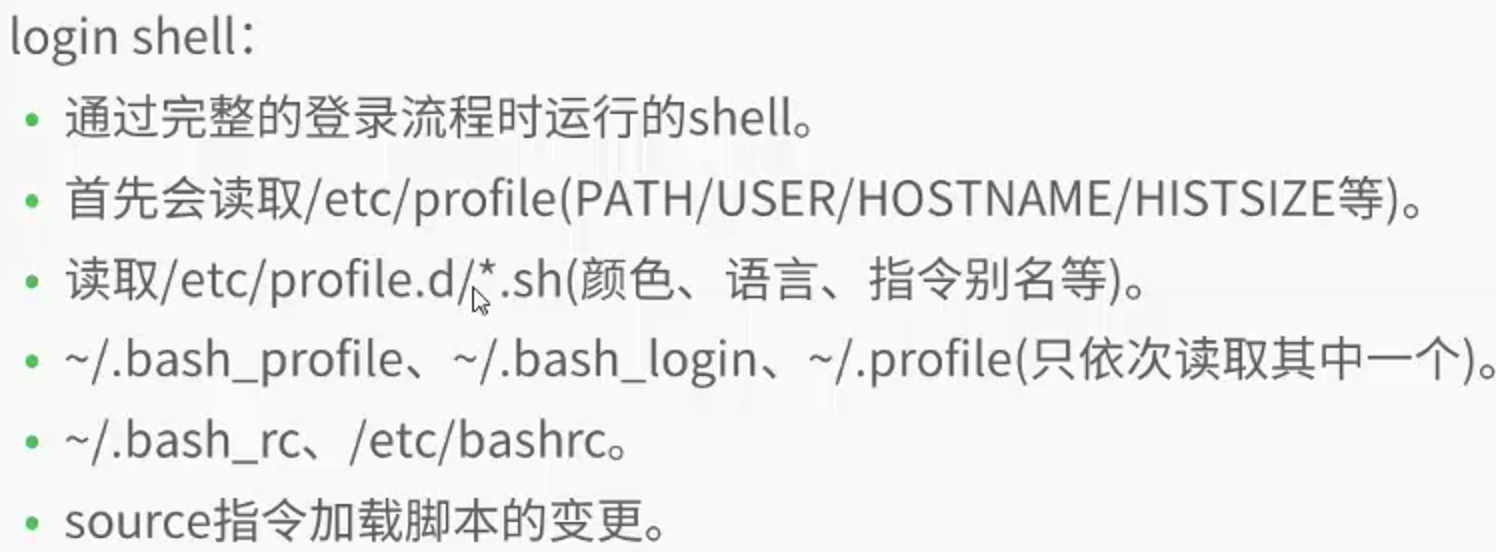 login shell：
• 通过完整的登录流程时运行的shell。
• 首先会读取/etc/profile(PATH/USER/HOSTNAME/HISTSIZE等)。
• 读取/etc/profile.d/*.sh(颜色、语言、指令别名等)。
• ~/.bash_profile、~/.bash_login、~/.profile(只依次读取其中一个)。
• ~/.bash_rc、/etc/bashrc。
• source指令加载脚本的变更。